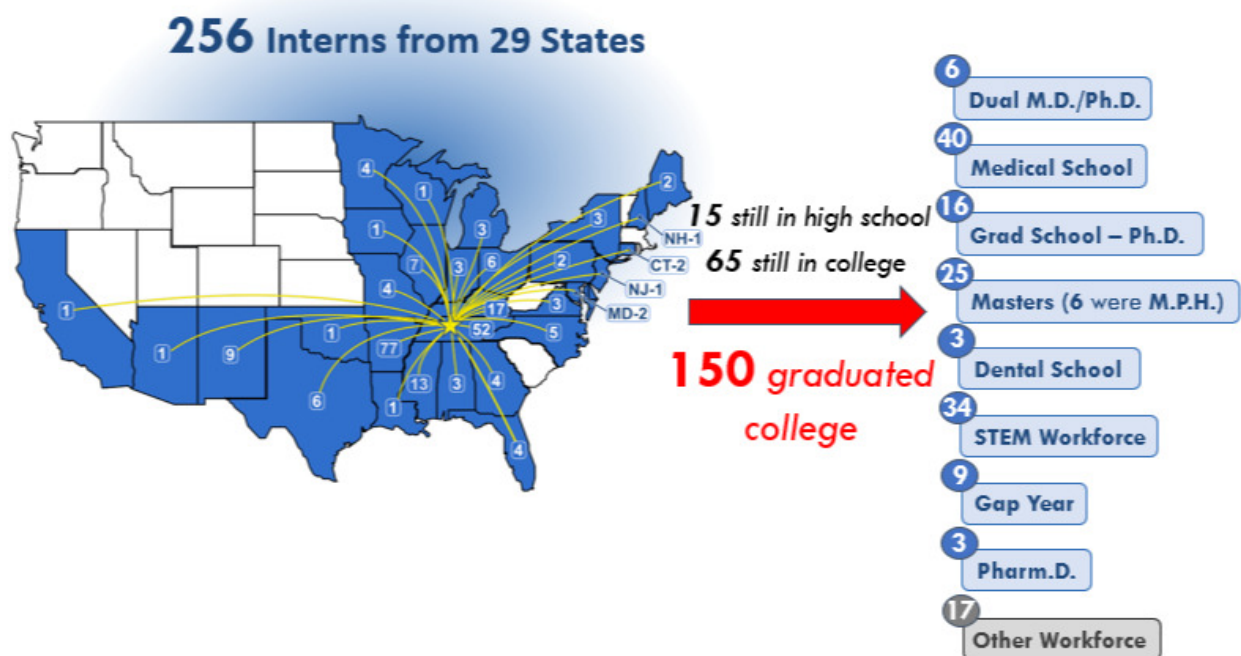 256 Interns from 29 States
4
1
3
2
3
NH-1
CT-2
NJ-1
MD-2
1
7
3
6
2
4
17
3
1
1
9
1
77
52
5
6
1
13
3
4
4
15 still in high school
65 still in college
150 graduated
college
6
Dual M.D./Ph.D.
40
Medical School
16
Grad School – Ph.D.
25
Masters (6 were M.P.H.)
3
Dental School
34
STEM Workforce
9
Gap Year
3
Pharm.D.
17
Other Workforce